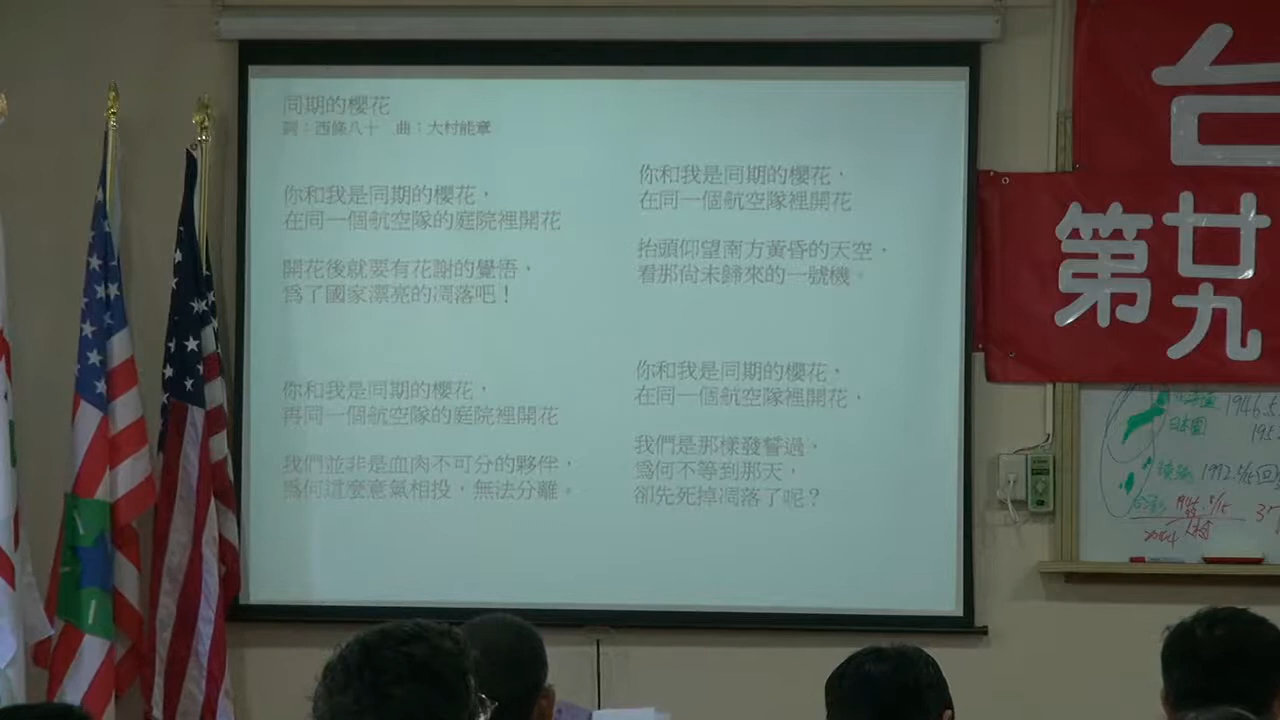 同期的櫻花
詞：西條八十　曲：大村能章
你和我是同期的櫻花，
在同一個航空隊的庭院裡開花
開花後就要有花謝的覺悟，
為了國家漂亮的凋落吧！
你和我是同期的櫻花，
再同一個航空隊的庭院裡開花
我們並非是血肉不可分的夥伴，
為何這麼意氣相投，無法分離。
你和我是同期的櫻花，
在同一個航空隊裡開花
抬頭仰望南方黃昏的天空，
看那尚未歸來的一號機。
你和我是同期的櫻花，
在同一個航空隊裡開花，
我們是那樣發誓過。
為何不等到那天，
卻先死掉凋落了呢？
台
第廿九
1946.5
日本國
195
1992.5/15